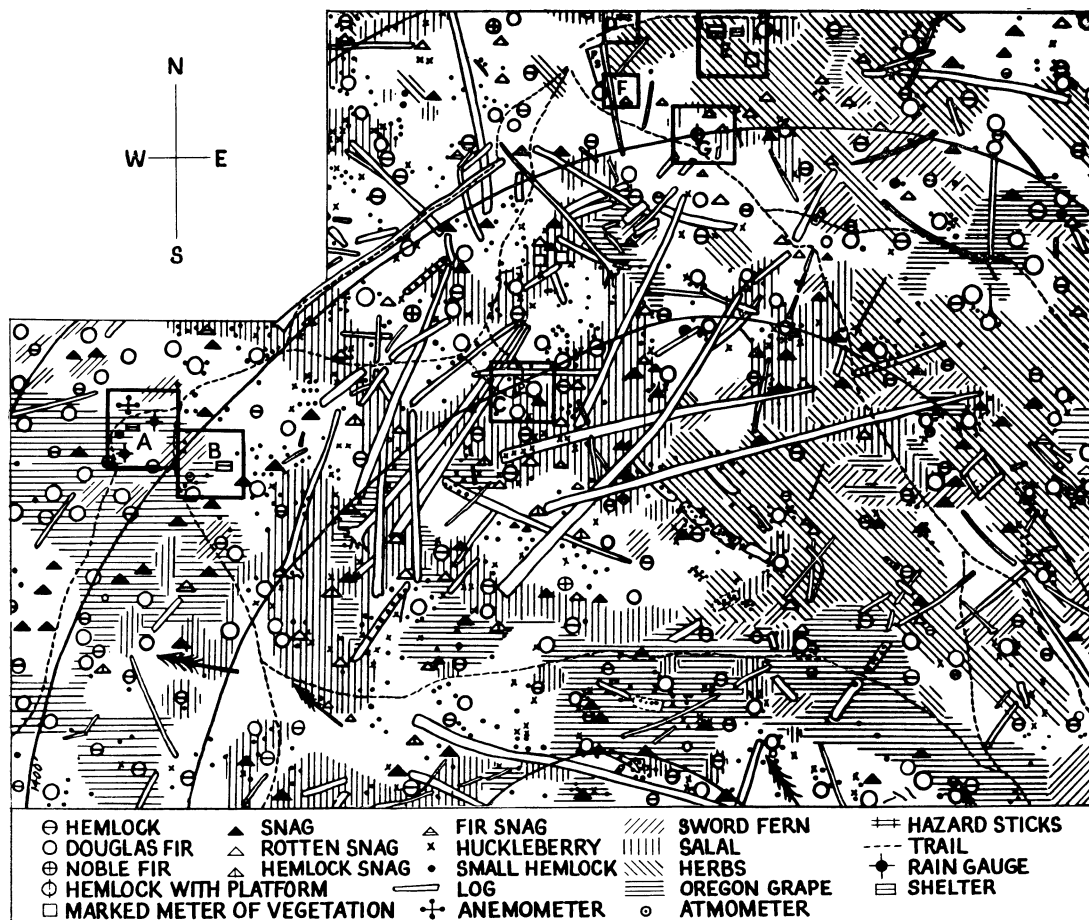 N
W E
S
E
F
G
C
A
B
1400'
HEMLOCK SNAG FIR SNAG SWORD FERN HAZARD STICKS
DOUGLAS FIR ROTTEN SNAG HUCKLEBERRY SALAL TRAIL
NOBLE FIR HEMLOCK SNAG SMALL HEMLOCK HERBS RAIN GAUGE
HEMLOCK WITH PLATFORM LOG OREGON GRAPE SHELTER
MARKED METER OF VEGETATION ANEMOMETER ATMOMETER